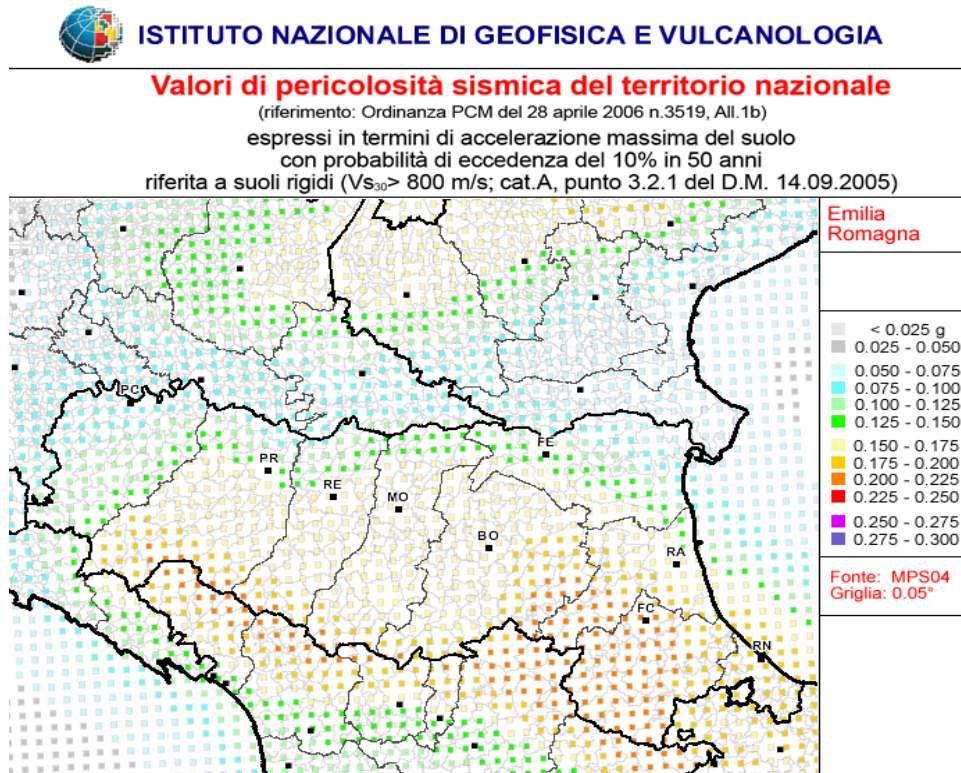 ISTITUTO NAZIONALE DI GEOFISICA E VULCANOLOGIA
Valori di pericolosità sismica del territorio nazionale
(riferimento: Ordinanza PCM del 28 aprile 2006 n.3519, All.1b)
espressi in termini di accelerazione massima del suolo
con probabilità di eccedenza del 10% in 50 anni
riferita a suoli rigidi (Vs₃₀> 800 m/s; cat.A, punto 3.2.1 del D.M. 14.09.2005)
Emilia
Romagna
< 0.025 g
0.025 - 0.050
0.050 - 0.075
0.075 - 0.100
0.100 - 0.125
0.125 - 0.150
0.150 - 0.175
0.175 - 0.200
0.200 - 0.225
0.225 - 0.250
0.250 - 0.275
0.275 - 0.300
Fonte: MPS04
Griglia: 0.05°
PC
FE
PR
RE
MO
BO
RA
FC
RN